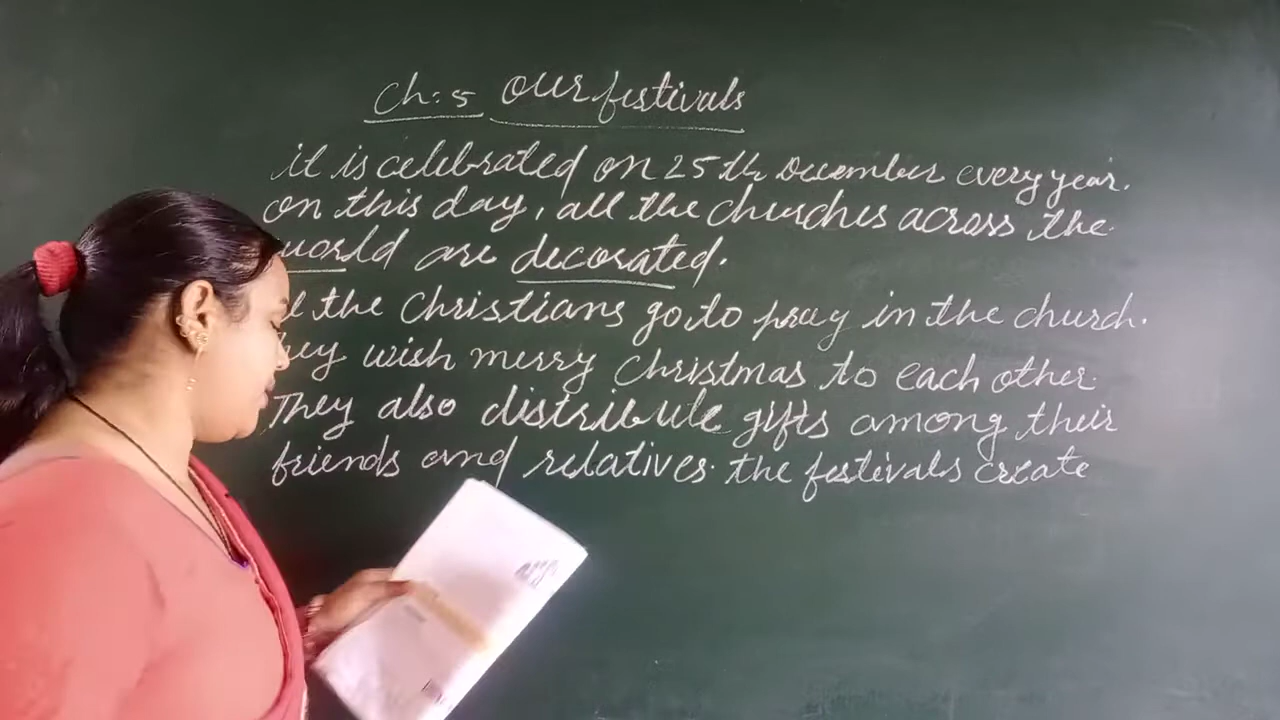 Ch:5 Our festivals
it is celebrated on 25th December every year.
on this day, all the churches across the
world are decorated.
the Christians go to pray in the church.
wish merry Christmas to each other.
They also distribute gifts among their
friends and relatives. the festivals create